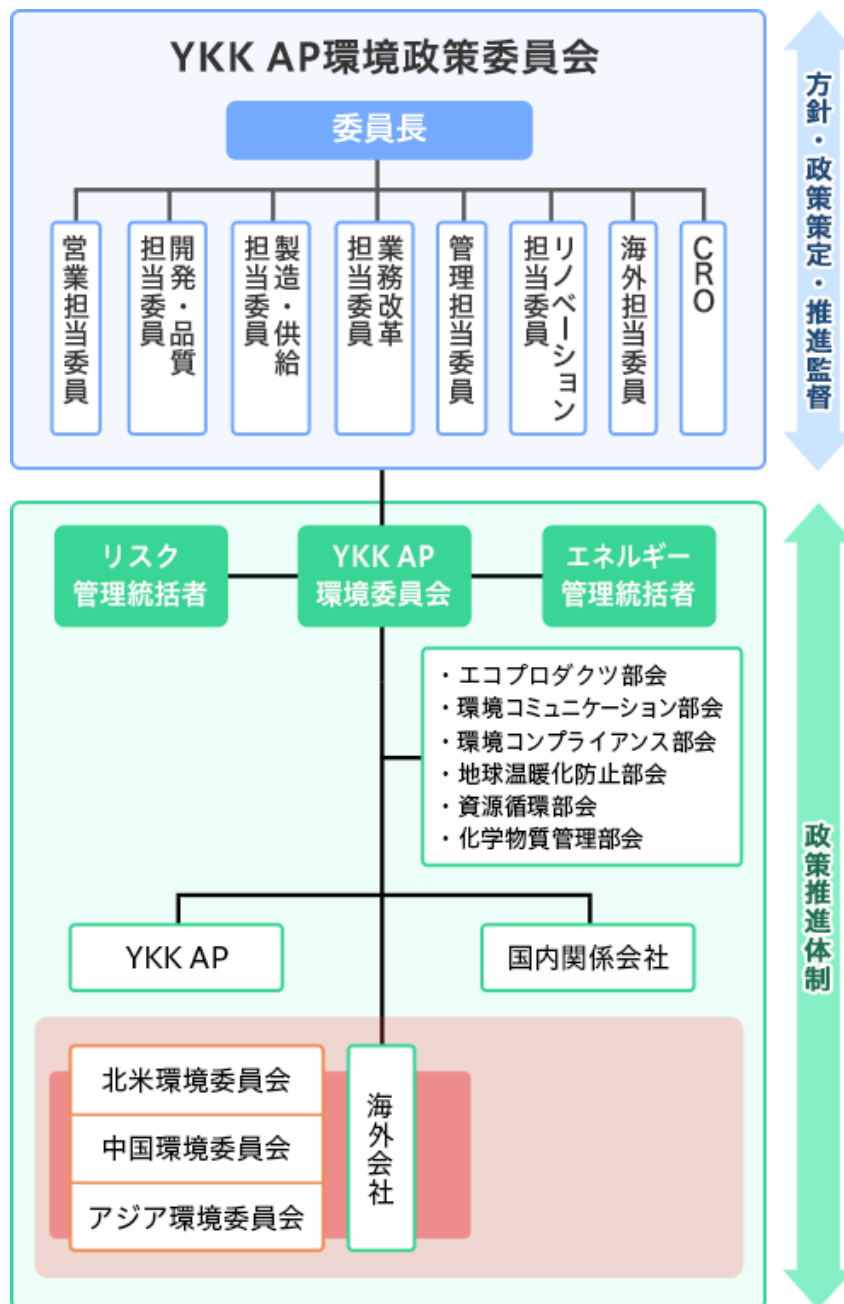 YKK AP環境政策委員会
委員長
営業担当委員
開発・品質
担当委員
製造・供給
担当委員
業務改革
担当委員
管理担当委員
リノベーション
担当委員
海外担当委員
CRO
方針・政策策定・推進監督
リスク
管理統括者
YKK AP
環境委員会
エネルギー
管理統括者
・エコプロダクツ部会
・環境コミュニケーション部会
・環境コンプライアンス部会
・地球温暖化防止部会
・資源循環部会
・化学物質管理部会
YKK AP
国内関係会社
北米環境委員会
中国環境委員会
アジア環境委員会
海外会社
政策推進体制